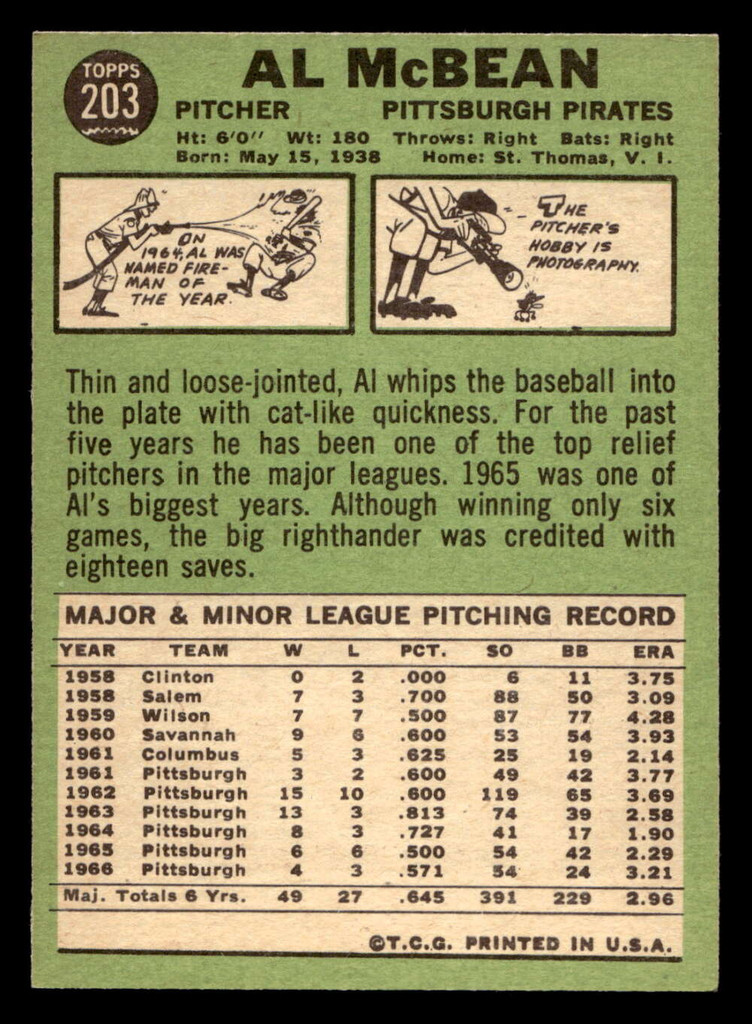 TOPPS
203
AL McBEAN
PITCHER PITTSBURGH PIRATES
Ht: 6'0" Wt: 180 Throws: Right Bats: Right
Born: May 15, 1938 Home: St. Thomas, V. I.
ON
1964, AL WAS
NAMED FIRE-
MAN OF
THE YEAR.
THE
PITCHER'S
HOBBY IS
PHOTOGRAPHY.
Thin and loose-jointed, Al whips the baseball into
the plate with cat-like quickness. For the past
five years he has been one of the top relief
pitchers in the major leagues. 1965 was one of
Al's biggest years. Although winning only six
games, the big righthander was credited with
eighteen saves.
MAJOR & MINOR LEAGUE PITCHING RECORD
YEAR TEAM W L PCT. SO BB ERA
1958 Clinton 0 2 .000 6 11 3.75
1958 Salem 7 3 .700 88 50 3.09
1959 Wilson 7 7 .500 87 77 4.28
1960 Savannah 9 6 .600 53 54 3.93
1961 Columbus 5 3 .625 25 19 2.14
1961 Pittsburgh 3 2 .600 49 42 3.77
1962 Pittsburgh 15 10 .600 119 65 3.69
1963 Pittsburgh 13 3 .813 74 39 2.58
1964 Pittsburgh 8 3 .727 41 17 1.90
1965 Pittsburgh 6 6 .500 54 42 2.29
1966 Pittsburgh 4 3 .571 54 24 3.21
Maj. Totals 6 Yrs. 49 27 .645 391 229 2.96
©T.C.G. PRINTED IN U.S.A.